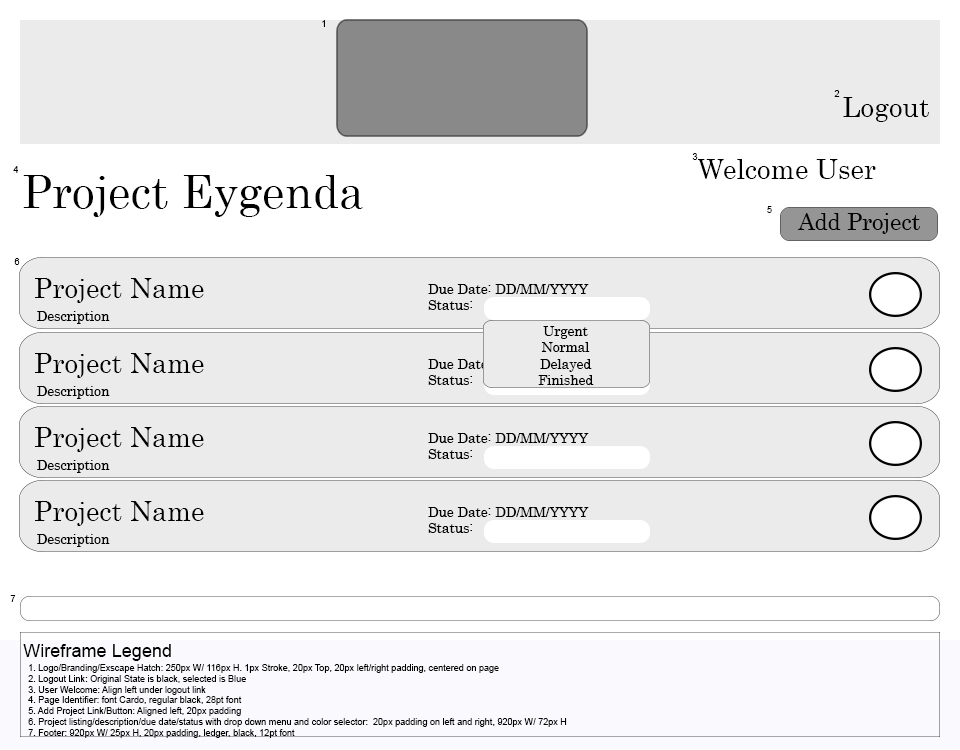 1
2 Logout
3 Welcome User
4 Project Eygenda
5 Add Project
6
Project Name
Description
Due Date: DD/MM/YYYY
Status:
Urgent
Normal
Delayed
Finished
Project Name
Description
Due Date
Status:
Project Name
Description
Due Date: DD/MM/YYYY
Status:
Project Name
Description
Due Date: DD/MM/YYYY
Status:
7
Wireframe Legend
1. Logo/Branding/Exscape Hatch: 250px W/ 116px H. 1px Stroke, 20px Top, 20px left/right padding, centered on page
2. Logout Link: Original State is black, selected is Blue
3. User Welcome: Align left under logout link
4. Page Identifier: font Cardo, regular black, 28pt font
5. Add Project Link/Button: Aligned left, 20px padding
6. Project listing/description/due date/status with drop down menu and color selector: 20px padding on left and right, 920px W/ 72px H
7. Footer: 920px W/ 25px H, 20px padding, ledger, black, 12pt font